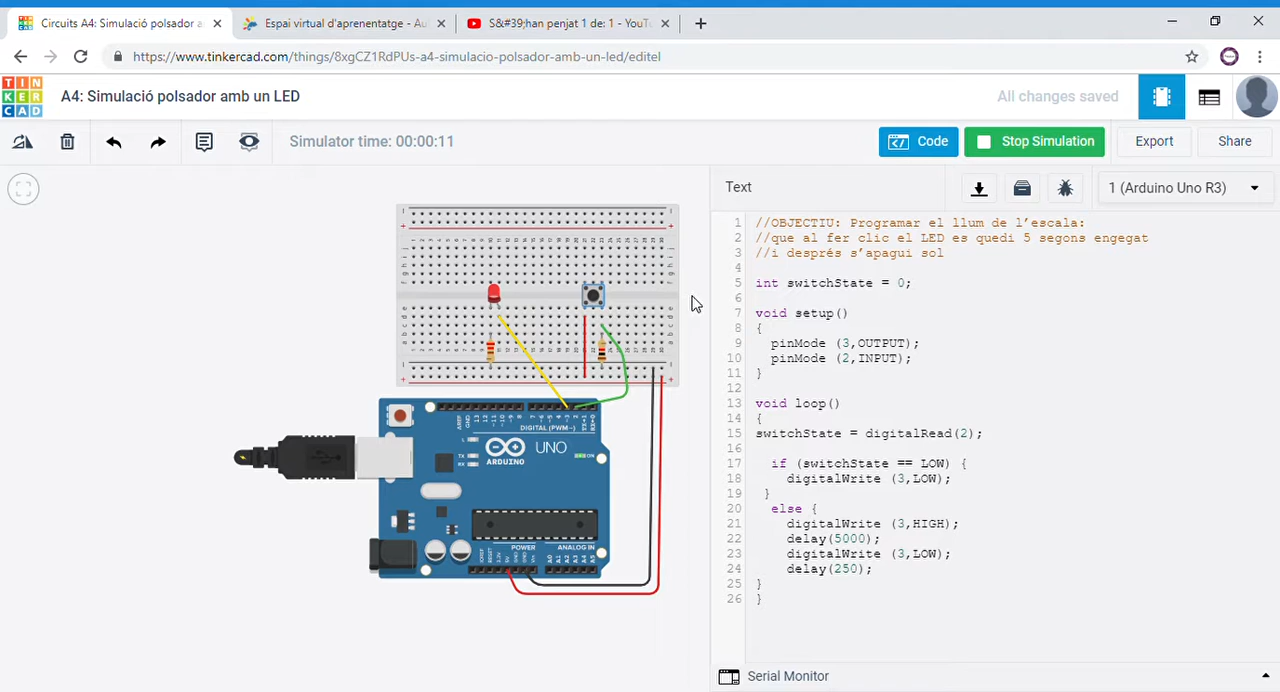 Circuits A4: Simulació polsador a
Espai virtual d'aprenentatge - Au
S&#39;han penjat 1 de: 1 - YouTu
https://www.tinkercad.com/things/8xgCZ1RdPUs-a4-simulacio-polsador-amb-un-led/editel
TIN
KER
CAD
A4: Simulació polsador amb un LED
All changes saved
Simulator time: 00:00:11
Code
Stop Simulation
Export
Share
Text
1 (Arduino Uno R3)
1 //OBJECTIU: Programar el llum de l’escala:
2 //que al fer clic el LED es quedi 5 segons engegat
3 //i després s’apagui sol
4
5 int switchState = 0;
6
7 void setup()
8 {
9 pinMode (3,OUTPUT);
10 pinMode (2,INPUT);
11 }
12
13 void loop()
14 {
15 switchState = digitalRead(2);
16
17 if (switchState == LOW) {
18 digitalWrite (3,LOW);
19 }
20 else {
21 digitalWrite (3,HIGH);
22 delay(5000);
23 digitalWrite (3,LOW);
24 delay(250);
25 }
26 }
DIGITAL (PWM~)
UNO
ARDUINO
ON
POWER
ANALOG IN
Serial Monitor